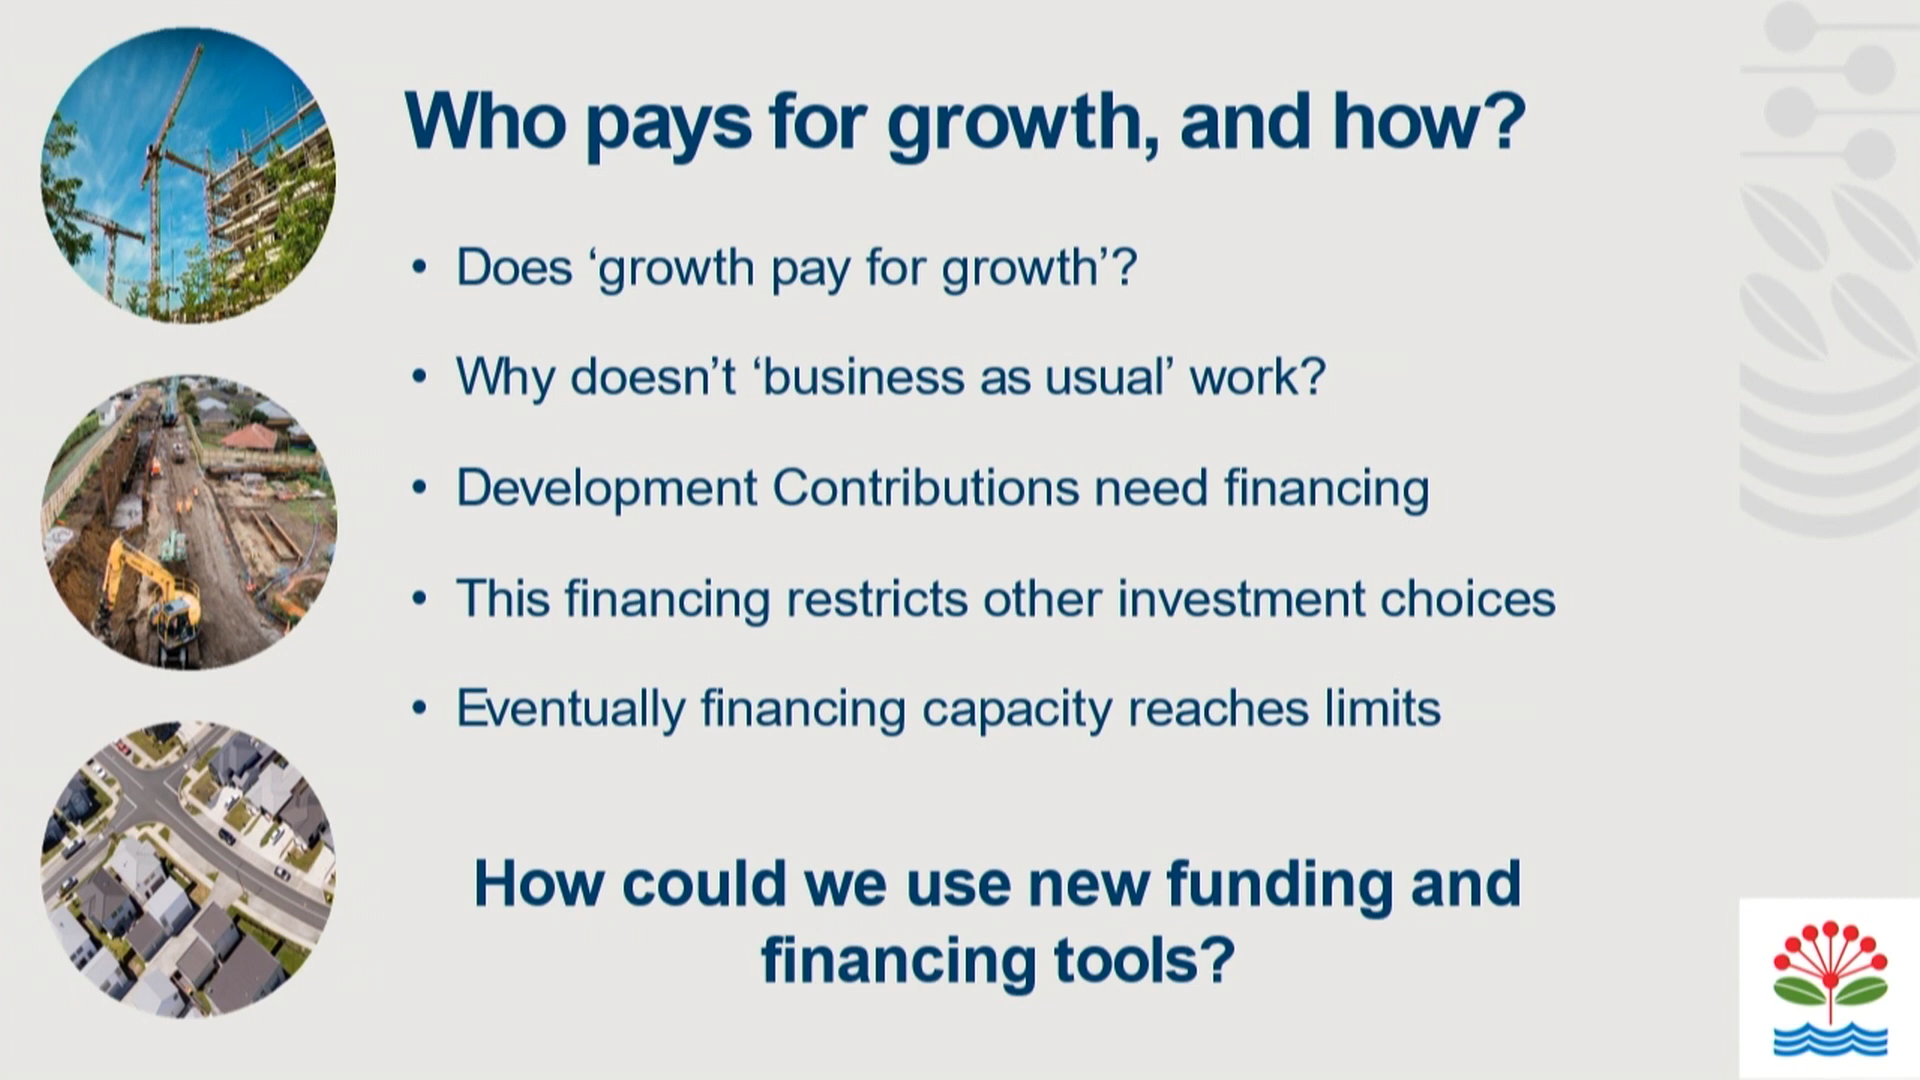 Who pays for growth, and how?
• Does ‘growth pay for growth’?
• Why doesn’t ‘business as usual’ work?
• Development Contributions need financing
• This financing restricts other investment choices
• Eventually financing capacity reaches limits
How could we use new funding and
financing tools?